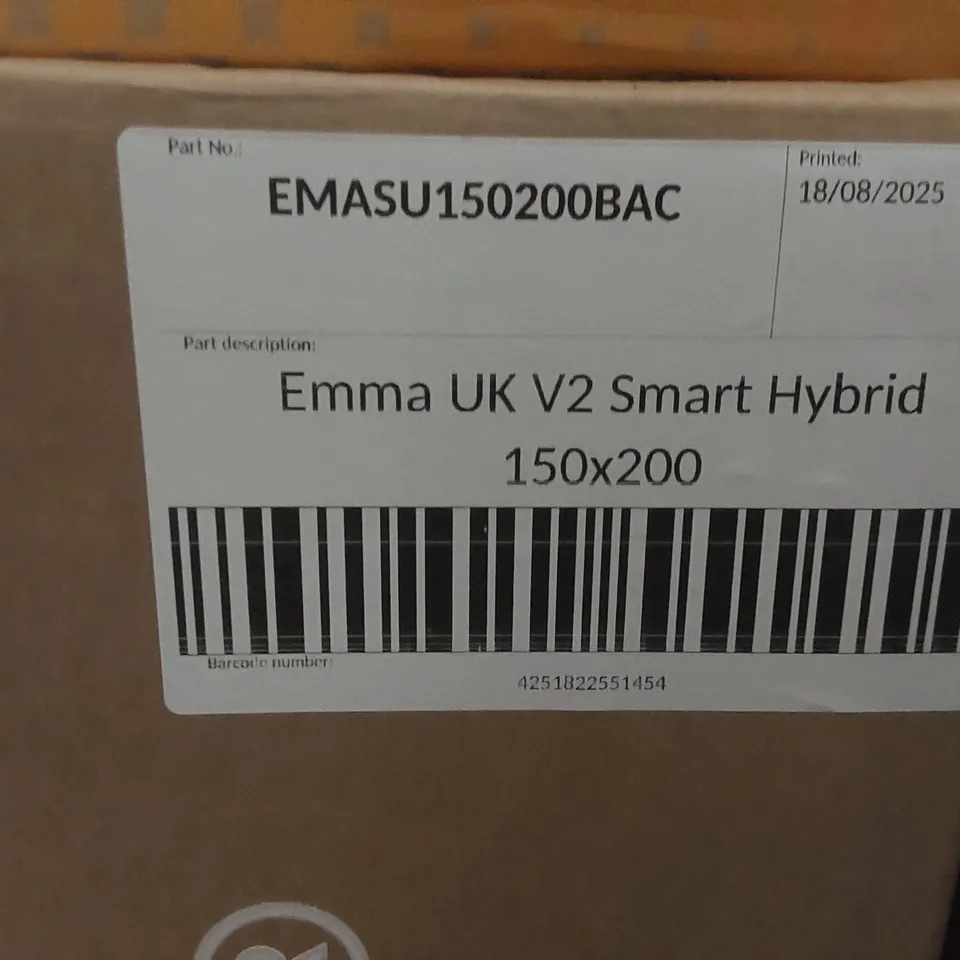 Part No.:
EMASU150200BAC
Printed:
18/08/2025
Part description:
Emma UK V2 Smart Hybrid
150x200
Barcode number:
4251822551454